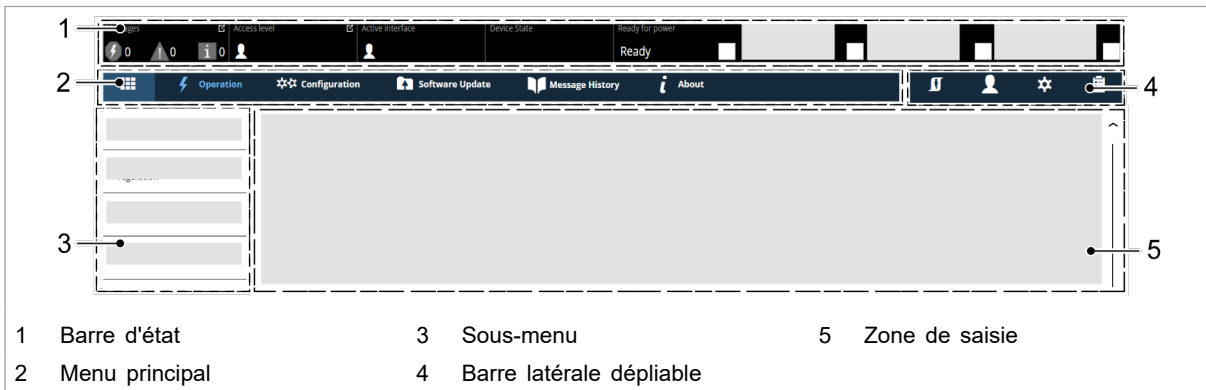 1
Access level
Active interface
Device State
Ready for power
0
0
0
Ready
2
Operation
Configuration
Software Update
Message History
About
4
3
5
1 Barre d'état
3 Sous-menu
5 Zone de saisie
2 Menu principal
4 Barre latérale dépliable